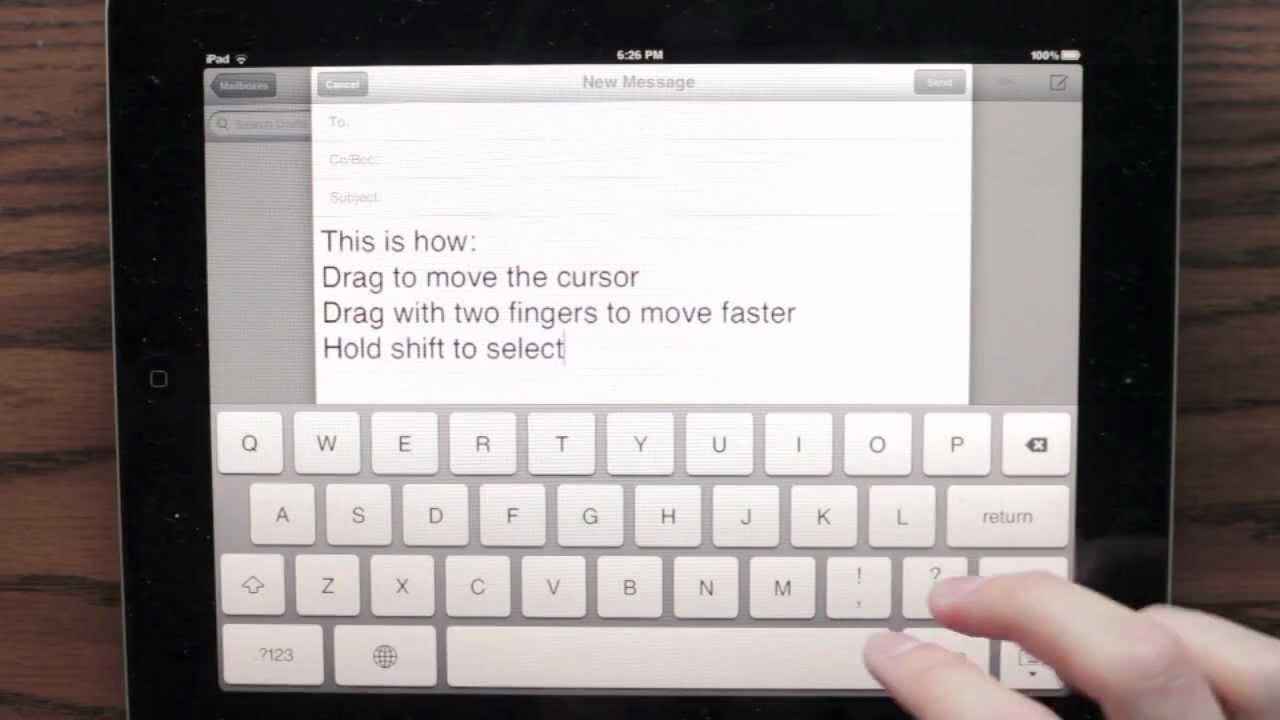 iPad 6:26 PM 100%
Mailboxes Cancel New Message Send
Search Drafts To:
Cc/Bcc:
Subject:
This is how:
Drag to move the cursor
Drag with two fingers to move faster
Hold shift to select
Q W E R T Y U I O P
A S D F G H J K L return
Z X C V B N M ! , ?
.?123